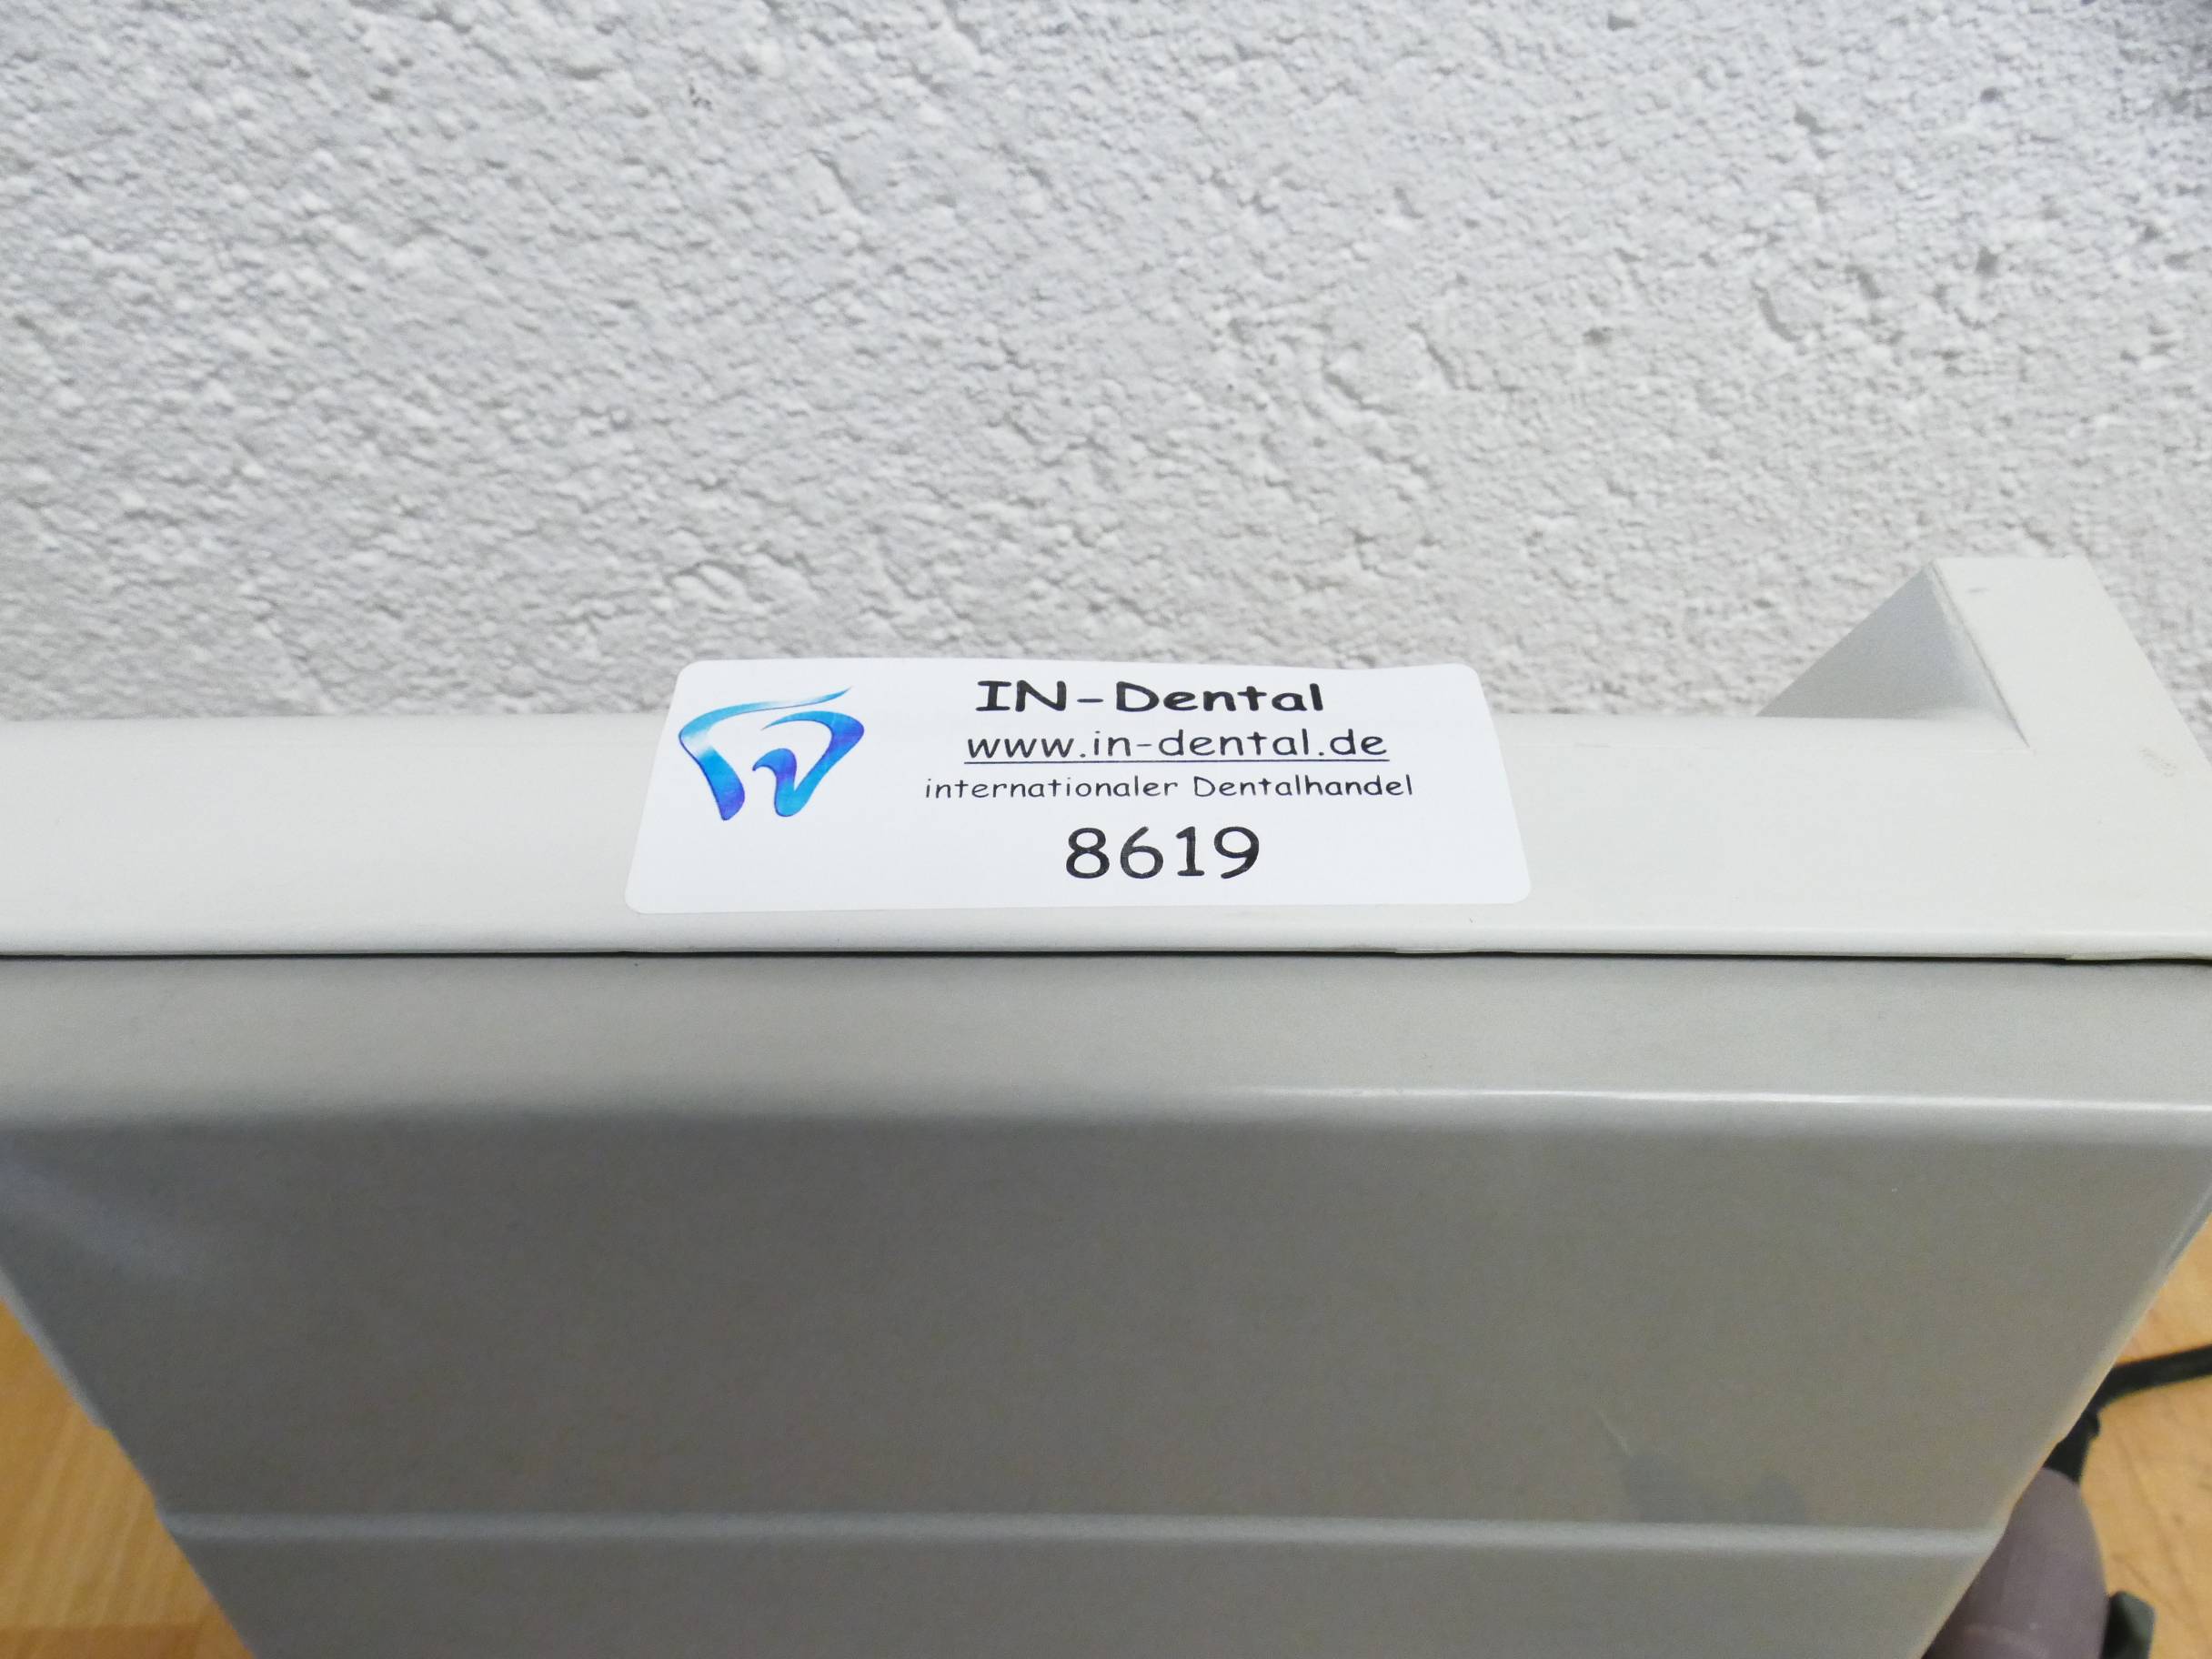 IN-Dental
www.in-dental.de
internationaler Dentalhandel
8619